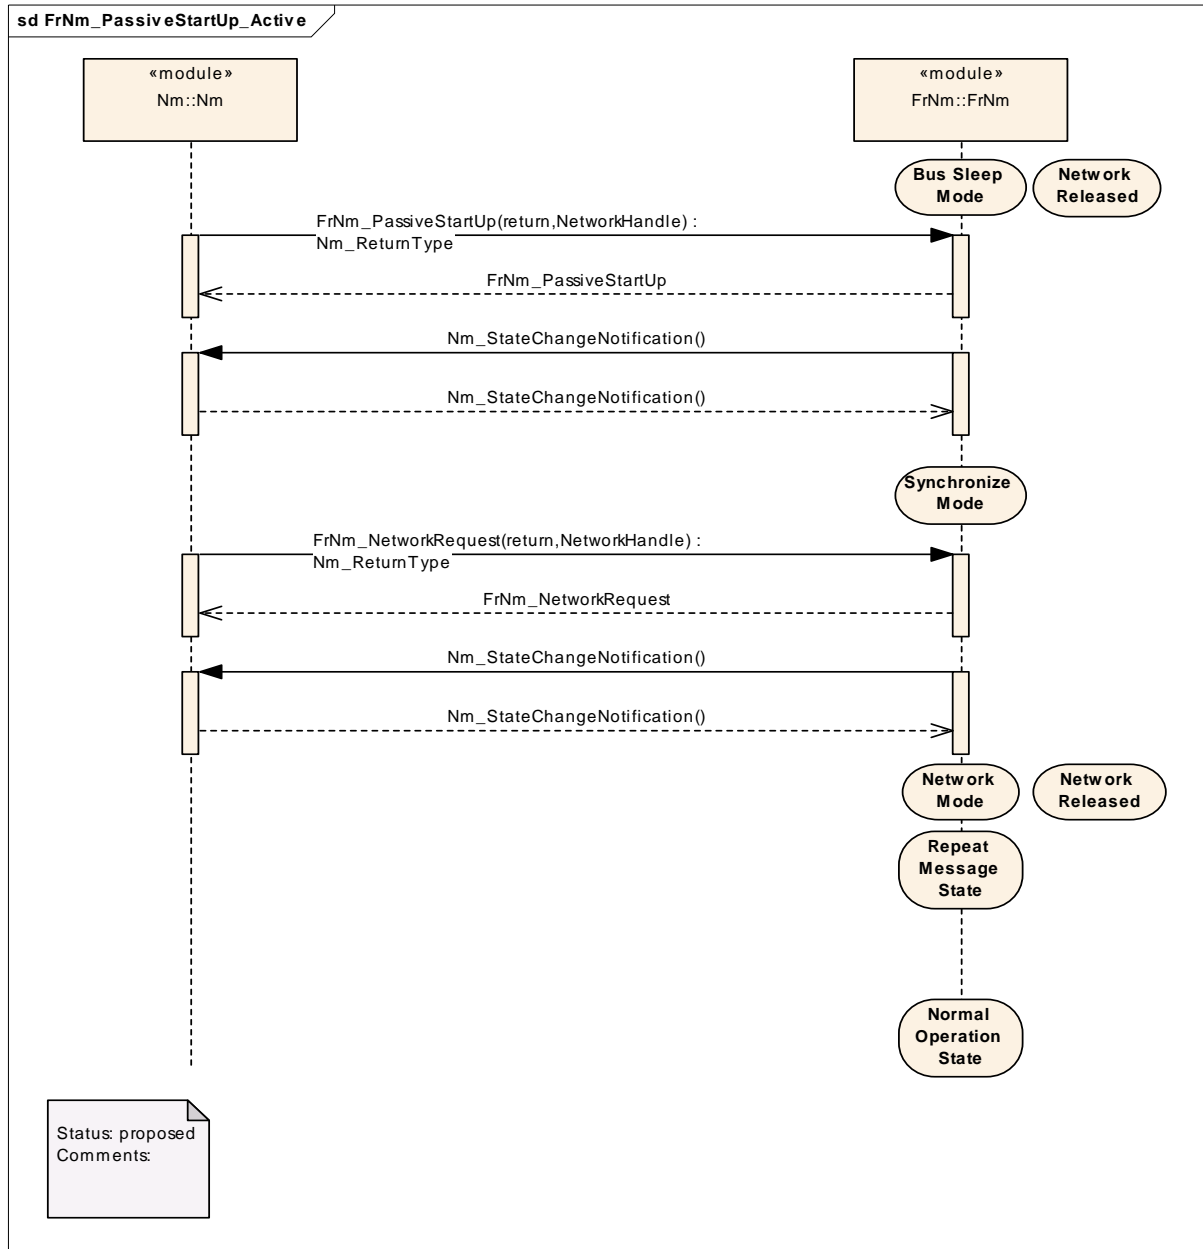 sd FrNm_PassiveStartUp_Active
«module»
Nm::Nm
«module»
FrNm::FrNm
Bus Sleep
Mode
Network
Released
FrNm_PassiveStartUp(return,NetworkHandle) :
Nm_ReturnType
FrNm_PassiveStartUp
Nm_StateChangeNotification()
Nm_StateChangeNotification()
Synchronize
Mode
FrNm_NetworkRequest(return,NetworkHandle) :
Nm_ReturnType
FrNm_NetworkRequest
Nm_StateChangeNotification()
Nm_StateChangeNotification()
Network
Mode
Network
Released
Repeat
Message
State
Normal
Operation
State
Status: proposed
Comments: